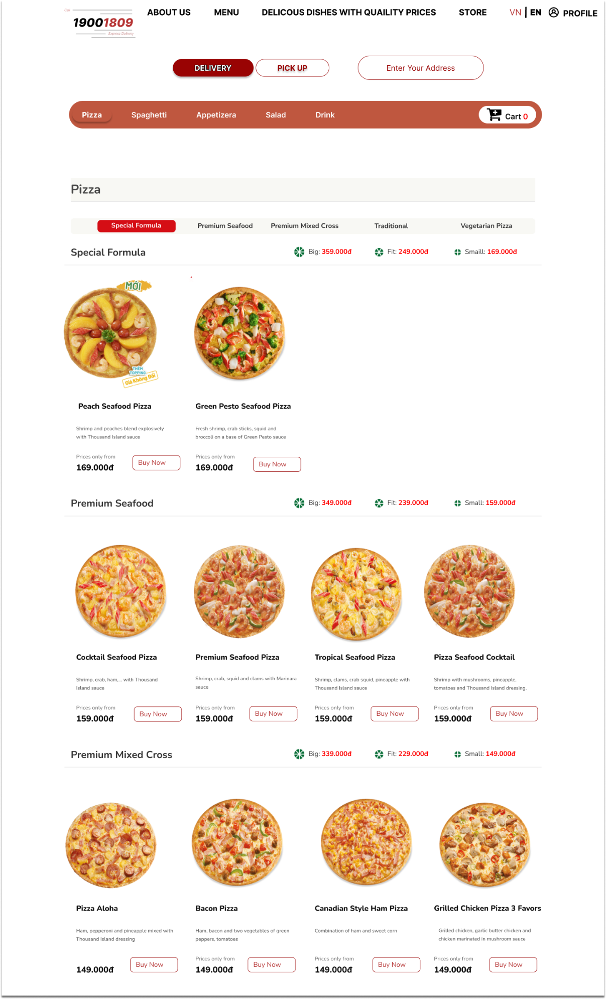 Call
19001809
Express Delivery
ABOUT US
MENU
DELICOUS DISHES WITH QUAILITY PRICES
STORE
VN | EN
PROFILE
DELIVERY
PICK UP
Enter Your Address
Pizza
Spaghetti
Appetizera
Salad
Drink
Cart 0
Pizza
Special Formula
Premium Seafood
Premium Mixed Cross
Traditional
Vegetarian Pizza
Special Formula
Big: 359.000đ
Fit: 249.000đ
Smaill: 169.000đ
MỚI
THÊM
TOPPING
Giá Không Đổi
Peach Seafood Pizza
Shrimp and peaches blend explosively
with Thousand Island sauce
Prices only from
169.000đ
Buy Now
Green Pesto Seafood Pizza
Fresh shrimp, crab sticks, squid and
broccoli on a base of Green Pesto sauce
Prices only from
169.000đ
Buy Now
Premium Seafood
Big: 349.000đ
Fit: 239.000đ
Small: 159.000đ
Cocktail Seafood Pizza
Shrimp, crab, ham,... with Thousand
Island sauce
Prices only from
159.000đ
Buy Now
Premium Seafood Pizza
Shrimp, crab, squid and clams with Marinara
sauce
Prices only from
159.000đ
Buy Now
Tropical Seafood Pizza
Shrimp, clams, crab squid, pineapple with
Thousand Island sauce
Prices only from
159.000đ
Buy Now
Pizza Seafood Cocktail
Shrimp with mushrooms, pineapple,
tomatoes and Thousand Island dressing.
Prices only from
159.000đ
Buy Now
Premium Mixed Cross
Big: 339.000đ
Fit: 229.000đ
Small: 149.000đ
Pizza Aloha
Ham, pepperoni and pineapple mixed with
Thousand Island dressing
149.000đ
Buy Now
Bacon Pizza
Ham, bacon and two vegetables of green
peppers, tomatoes
Prices only from
149.000đ
Buy Now
Canadian Style Ham Pizza
Combination of ham and sweet corn
Prices only from
149.000đ
Buy Now
Grilled Chicken Pizza 3 Favors
Grilled chicken, garlic butter chicken and
chicken marinated in mushroom sauce
Prices only from
149.000đ
Buy Now